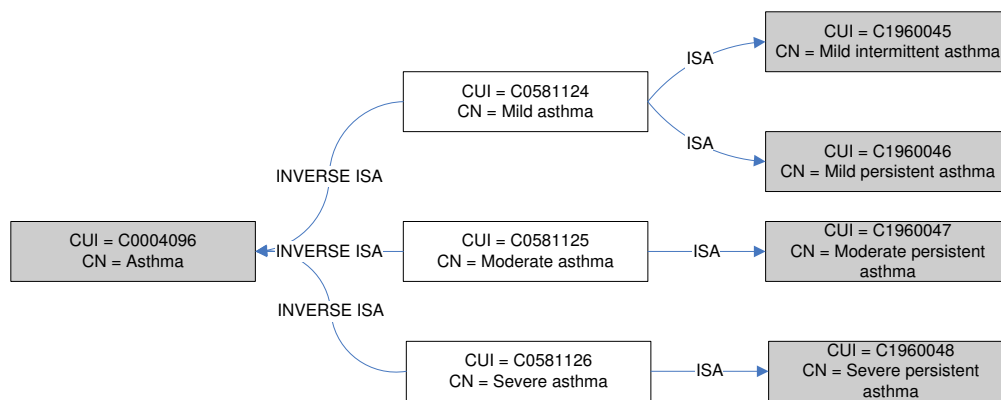 CUI = C1960045
CN = Mild intermittent asthma
ISA
CUI = C0581124
CN = Mild asthma
ISA
CUI = C1960046
CN = Mild persistent asthma
INVERSE ISA
CUI = C0004096
CN = Asthma
INVERSE ISA
CUI = C0581125
CN = Moderate asthma
ISA
CUI = C1960047
CN = Moderate persistent
asthma
INVERSE ISA
CUI = C0581126
CN = Severe asthma
ISA
CUI = C1960048
CN = Severe persistent
asthma